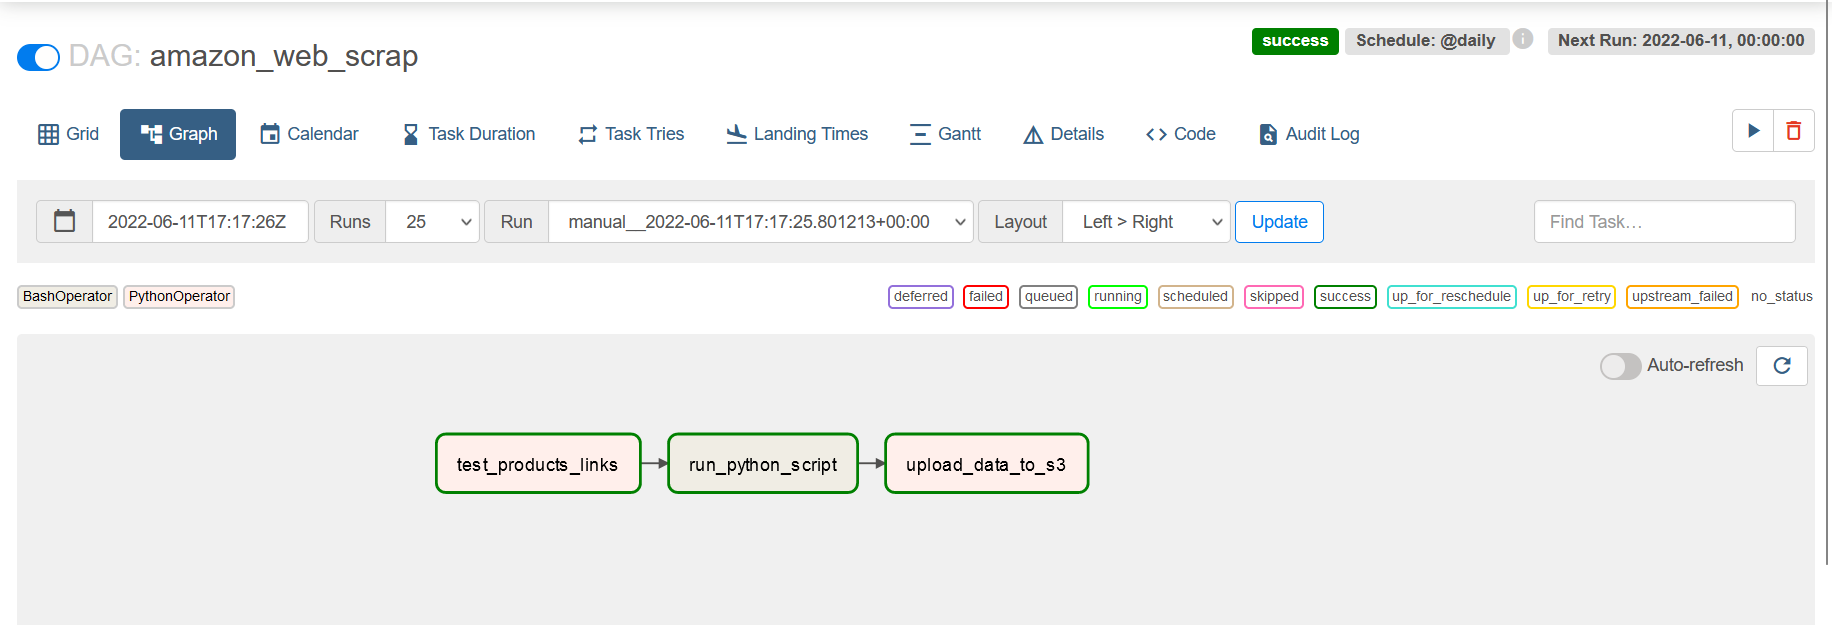 DAG: amazon_web_scrap
success Schedule: @daily i Next Run: 2022-06-11, 00:00:00
Grid Graph Calendar Task Duration Task Tries Landing Times Gantt Details Code Audit Log
2022-06-11T17:17:26Z Runs 25 Run manual__2022-06-11T17:17:25.801213+00:00 Layout Left > Right Update Find Task…
BashOperator PythonOperator deferred failed queued running scheduled skipped success up_for_reschedule up_for_retry upstream_failed no_status
Auto-refresh
test_products_links run_python_script upload_data_to_s3